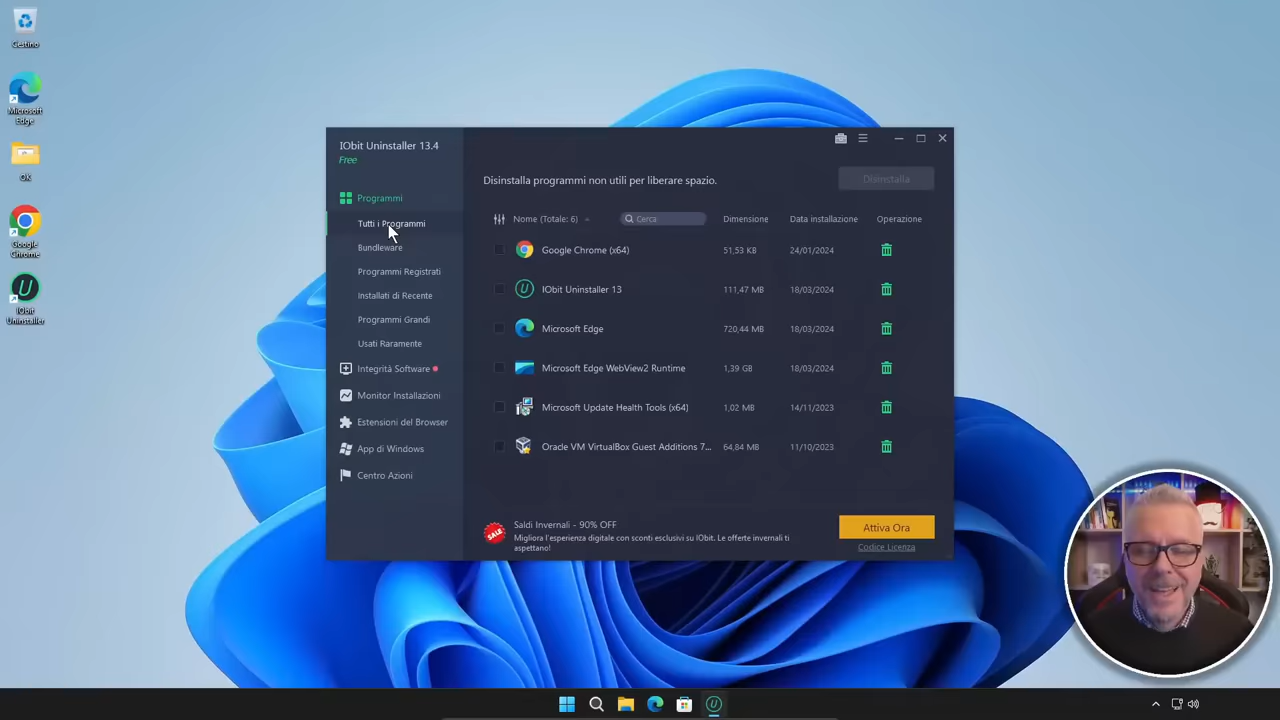 Cestino
Microsoft
Edge
OK
Google
Chrome
IObit
Uninstaller
IObit Uninstaller 13.4
Free
Programmi
Tutti i Programmi
Bundleware
Programmi Registrati
Installati di Recente
Programmi Grandi
Usati Raramente
Integrità Software
Monitor Installazioni
Estensioni del Browser
App di Windows
Centro Azioni
Disinstalla programmi non utili per liberare spazio.
Disinstalla
Nome (Totale: 6)
Cerca
Dimensione
Data installazione
Operazione
Google Chrome (x64)
51,53 KB
24/01/2024
IObit Uninstaller 13
111,47 MB
18/03/2024
Microsoft Edge
720,44 MB
18/03/2024
Microsoft Edge WebView2 Runtime
1,39 GB
18/03/2024
Microsoft Update Health Tools (x64)
1,02 MB
14/11/2023
Oracle VM VirtualBox Guest Additions 7...
64,84 MB
11/10/2023
SALE
Saldi Invernali - 90% OFF
Migliora l'esperienza digitale con sconti esclusivi su IObit. Le offerte invernali ti
aspettano!
Attiva Ora
Codice Licenza